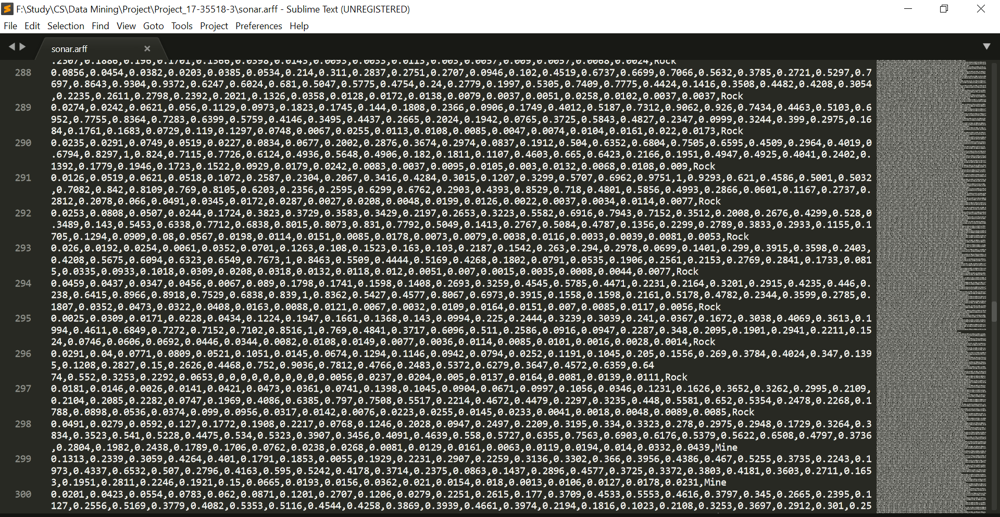 F:\Study\CS\Data Mining\Project\Project_17-35518-3\sonar.arff - Sublime Text (UNREGISTERED)
File Edit Selection Find View Goto Tools Project Preferences Help
sonar.arff
.2307,0.1886,0.196,0.1701,0.1366,0.0398,0.0143,0.0093,0.0033,0.0113,0.003,0.0057,0.009,0.0057,0.0068,0.0024,Rock
288 0.0856,0.0454,0.0382,0.0203,0.0385,0.0534,0.214,0.311,0.2837,0.2751,0.2707,0.0946,0.102,0.4519,0.6737,0.6699,0.7066,0.5632,0.3785,0.2721,0.5297,0.7
697,0.8643,0.9304,0.9372,0.6247,0.6024,0.681,0.5047,0.5775,0.4754,0.24,0.2779,0.1997,0.5305,0.7409,0.7775,0.4424,0.1416,0.3508,0.4482,0.4208,0.3054
,0.2235,0.2611,0.2798,0.2392,0.2021,0.1326,0.0358,0.0128,0.0172,0.0138,0.0079,0.0037,0.0051,0.0258,0.0102,0.0037,0.0037,Rock
289 0.0274,0.0242,0.0621,0.056,0.1129,0.0973,0.1823,0.1745,0.144,0.1808,0.2366,0.0906,0.1749,0.4012,0.5187,0.7312,0.9062,0.926,0.7434,0.4463,0.5103,0.6
952,0.7755,0.8364,0.7283,0.6399,0.5759,0.4146,0.3495,0.4437,0.2665,0.2024,0.1942,0.0765,0.3725,0.5843,0.4827,0.2347,0.0999,0.3244,0.399,0.2975,0.16
84,0.1761,0.1683,0.0729,0.119,0.1297,0.0748,0.0067,0.0255,0.0113,0.0108,0.0085,0.0047,0.0074,0.0104,0.0161,0.022,0.0173,Rock
290 0.0235,0.0291,0.0749,0.0519,0.0227,0.0834,0.0677,0.2002,0.2876,0.3674,0.2974,0.0837,0.1912,0.504,0.6352,0.6804,0.7505,0.6595,0.4509,0.2964,0.4019,0
.6794,0.8297,1,0.824,0.7115,0.7726,0.6124,0.4936,0.5648,0.4906,0.182,0.1811,0.1107,0.4603,0.665,0.6423,0.2166,0.1951,0.4947,0.4925,0.4041,0.2402,0.
1392,0.1779,0.1946,0.1723,0.1522,0.0929,0.0179,0.0242,0.0083,0.0037,0.0095,0.0105,0.003,0.0132,0.0068,0.0108,0.009,Rock
291 0.0126,0.0519,0.0621,0.0518,0.1072,0.2587,0.2304,0.2067,0.3416,0.4284,0.3015,0.1207,0.3299,0.5707,0.6962,0.9751,1,0.9293,0.621,0.4586,0.5001,0.5032
,0.7082,0.842,0.8109,0.769,0.8105,0.6203,0.2356,0.2595,0.6299,0.6762,0.2903,0.4393,0.8529,0.718,0.4801,0.5856,0.4993,0.2866,0.0601,0.1167,0.2737,0.
2812,0.2078,0.066,0.0491,0.0345,0.0172,0.0287,0.0027,0.0208,0.0048,0.0199,0.0126,0.0022,0.0037,0.0034,0.0114,0.0077,Rock
292 0.0253,0.0808,0.0507,0.0244,0.1724,0.3823,0.3729,0.3583,0.3429,0.2197,0.2653,0.3223,0.5582,0.6916,0.7943,0.7152,0.3512,0.2008,0.2676,0.4299,0.528,0
.3489,0.143,0.5453,0.6338,0.7712,0.6838,0.8015,0.8073,0.831,0.7792,0.5049,0.1413,0.2767,0.5084,0.4787,0.1356,0.2299,0.2789,0.3833,0.2933,0.1155,0.1
705,0.1294,0.0909,0.08,0.0567,0.0198,0.0114,0.0151,0.0085,0.0178,0.0073,0.0079,0.0038,0.0116,0.0033,0.0039,0.0081,0.0053,Rock
293 0.026,0.0192,0.0254,0.0061,0.0352,0.0701,0.1263,0.108,0.1523,0.163,0.103,0.2187,0.1542,0.263,0.294,0.2978,0.0699,0.1401,0.299,0.3915,0.3598,0.2403,
0.4208,0.5675,0.6094,0.6323,0.6549,0.7673,1,0.8463,0.5509,0.4444,0.5169,0.4268,0.1802,0.0791,0.0535,0.1906,0.2561,0.2153,0.2769,0.2841,0.1733,0.081
5,0.0335,0.0933,0.1018,0.0309,0.0208,0.0318,0.0132,0.0118,0.012,0.0051,0.007,0.0015,0.0035,0.0008,0.0044,0.0077,Rock
294 0.0459,0.0437,0.0347,0.0456,0.0067,0.089,0.1798,0.1741,0.1598,0.1408,0.2693,0.3259,0.4545,0.5785,0.4471,0.2231,0.2164,0.3201,0.2915,0.4235,0.446,0.
238,0.6415,0.8966,0.8918,0.7529,0.6838,0.839,1,0.8362,0.5427,0.4577,0.8067,0.6973,0.3915,0.1558,0.1598,0.2161,0.5178,0.4782,0.2344,0.3599,0.2785,0.
1807,0.0352,0.0473,0.0322,0.0408,0.0163,0.0088,0.0121,0.0067,0.0032,0.0109,0.0164,0.0151,0.007,0.0085,0.0117,0.0056,Rock
295 0.0025,0.0309,0.0171,0.0228,0.0434,0.1224,0.1947,0.1661,0.1368,0.143,0.0994,0.225,0.2444,0.3239,0.3039,0.241,0.0367,0.1672,0.3038,0.4069,0.3613,0.1
994,0.4611,0.6849,0.7272,0.7152,0.7102,0.8516,1,0.769,0.4841,0.3717,0.6096,0.511,0.2586,0.0916,0.0947,0.2287,0.348,0.2095,0.1901,0.2941,0.2211,0.15
24,0.0746,0.0606,0.0692,0.0446,0.0344,0.0082,0.0108,0.0149,0.0077,0.0036,0.0114,0.0085,0.0101,0.0016,0.0028,0.0014,Rock
296 0.0291,0.04,0.0771,0.0809,0.0521,0.1051,0.0145,0.0674,0.1294,0.1146,0.0942,0.0794,0.0252,0.1191,0.1045,0.205,0.1556,0.269,0.3784,0.4024,0.347,0.139
5,0.1208,0.2827,0.15,0.2626,0.4468,0.752,0.9036,0.7812,0.4766,0.2483,0.5372,0.6279,0.3647,0.4572,0.6359,0.64
74,0.552,0.3253,0.2292,0.0653,0,0,0,0,0,0,0,0,0,0.0056,0.0237,0.0204,0.005,0.0137,0.0164,0.0081,0.0139,0.0111,Rock
297 0.0181,0.0146,0.0026,0.0141,0.0421,0.0473,0.0361,0.0741,0.1398,0.1045,0.0904,0.0671,0.0997,0.1056,0.0346,0.1231,0.1626,0.3652,0.3262,0.2995,0.2109,
0.2104,0.2085,0.2282,0.0747,0.1969,0.4086,0.6385,0.797,0.7508,0.5517,0.2214,0.4672,0.4479,0.2297,0.3235,0.448,0.5581,0.652,0.5354,0.2478,0.2268,0.1
788,0.0898,0.0536,0.0374,0.099,0.0956,0.0317,0.0142,0.0076,0.0223,0.0255,0.0145,0.0233,0.0041,0.0018,0.0048,0.0089,0.0085,Rock
298 0.0491,0.0279,0.0592,0.127,0.1772,0.1908,0.2217,0.0768,0.1246,0.2028,0.0947,0.2497,0.2209,0.3195,0.334,0.3323,0.278,0.2975,0.2948,0.1729,0.3264,0.3
834,0.3523,0.541,0.5228,0.4475,0.534,0.5323,0.3907,0.3456,0.4091,0.4639,0.558,0.5727,0.6355,0.7563,0.6903,0.6176,0.5379,0.5622,0.6508,0.4797,0.3736
,0.2804,0.1982,0.2438,0.1789,0.1706,0.0762,0.0238,0.0268,0.0081,0.0129,0.0161,0.0063,0.0119,0.0194,0.014,0.0332,0.0439,Mine
299 0.1313,0.2339,0.3059,0.4264,0.401,0.1791,0.1853,0.0055,0.1929,0.2231,0.2907,0.2259,0.3136,0.3302,0.366,0.3956,0.4386,0.467,0.5255,0.3735,0.2243,0.1
973,0.4337,0.6532,0.507,0.2796,0.4163,0.595,0.5242,0.4178,0.3714,0.2375,0.0863,0.1437,0.2896,0.4577,0.3725,0.3372,0.3803,0.4181,0.3603,0.2711,0.165
3,0.1951,0.2811,0.2246,0.1921,0.15,0.0665,0.0193,0.0156,0.0362,0.021,0.0154,0.018,0.0013,0.0106,0.0127,0.0178,0.0231,Mine
300 0.0201,0.0423,0.0554,0.0783,0.062,0.0871,0.1201,0.2707,0.1206,0.0279,0.2251,0.2615,0.177,0.3709,0.4533,0.5553,0.4616,0.3797,0.345,0.2665,0.2395,0.1
127,0.2556,0.5169,0.3779,0.4082,0.5353,0.5116,0.4544,0.4258,0.3869,0.3939,0.4661,0.3974,0.2194,0.1816,0.1023,0.2108,0.3253,0.3697,0.2912,0.301,0.25